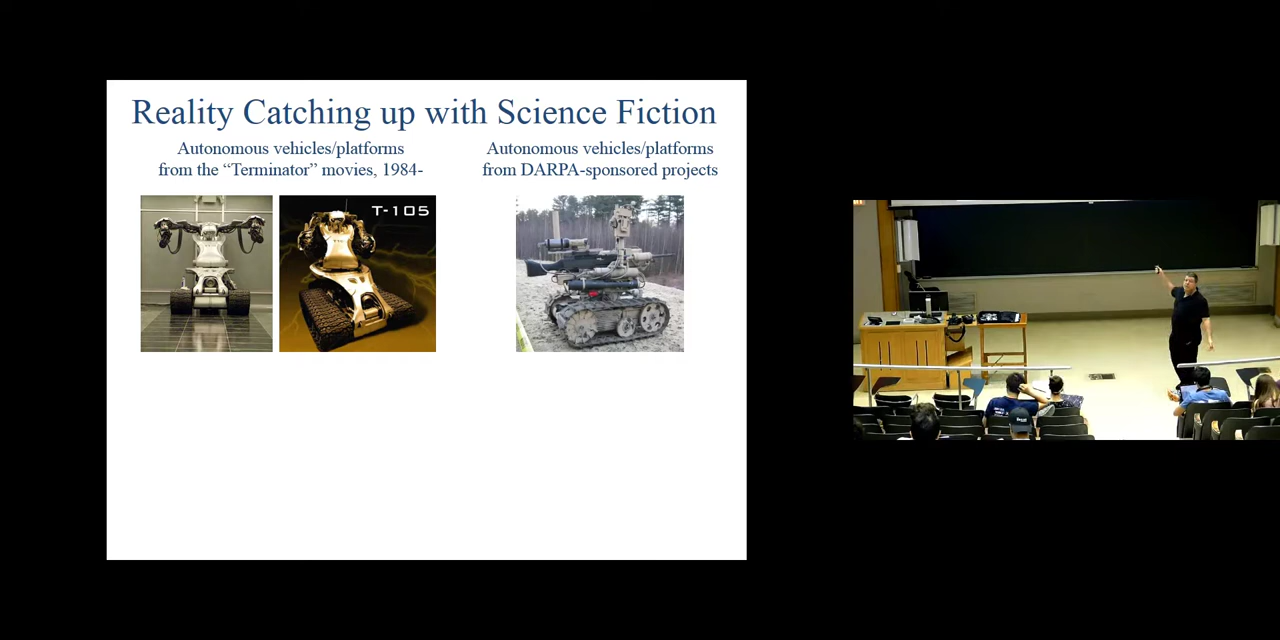 Reality Catching up with Science Fiction
Autonomous vehicles/platforms
from the “Terminator” movies, 1984-
Autonomous vehicles/platforms
from DARPA-sponsored projects
T-105